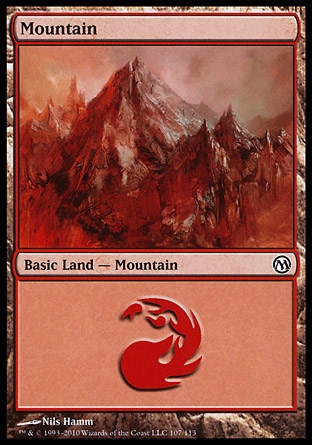 Mountain
Basic Land — Mountain
Nils Hamm
™ & © 1993–2010 Wizards of the Coast LLC 107/113